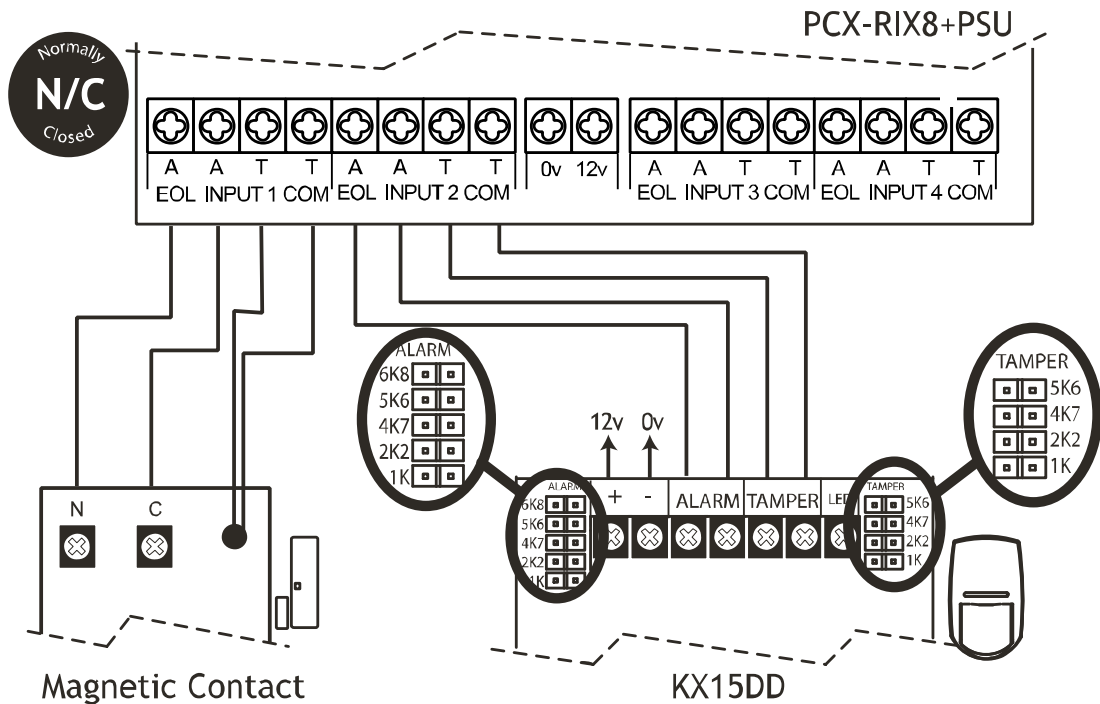 PCX-RIX8+PSU
Normally
N/C
Closed
A A T T A A T T 0v 12v A A T T A A T T
EOL INPUT 1 COM EOL INPUT 2 COM EOL INPUT 3 COM EOL INPUT 4 COM
ALARM
6K8
5K6
4K7
2K2
1K
TAMPER
5K6
4K7
2K2
1K
12v 0v
N C
ALARM
6K8
5K6
4K7
2K2
1K
+ - ALARM TAMPER LED
TAMPER
5K6
4K7
2K2
1K
Magnetic Contact
KX15DD